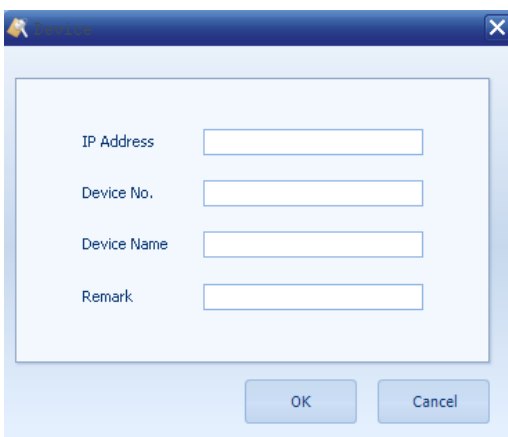 Device
IP Address
Device No.
Device Name
Remark
OK
Cancel